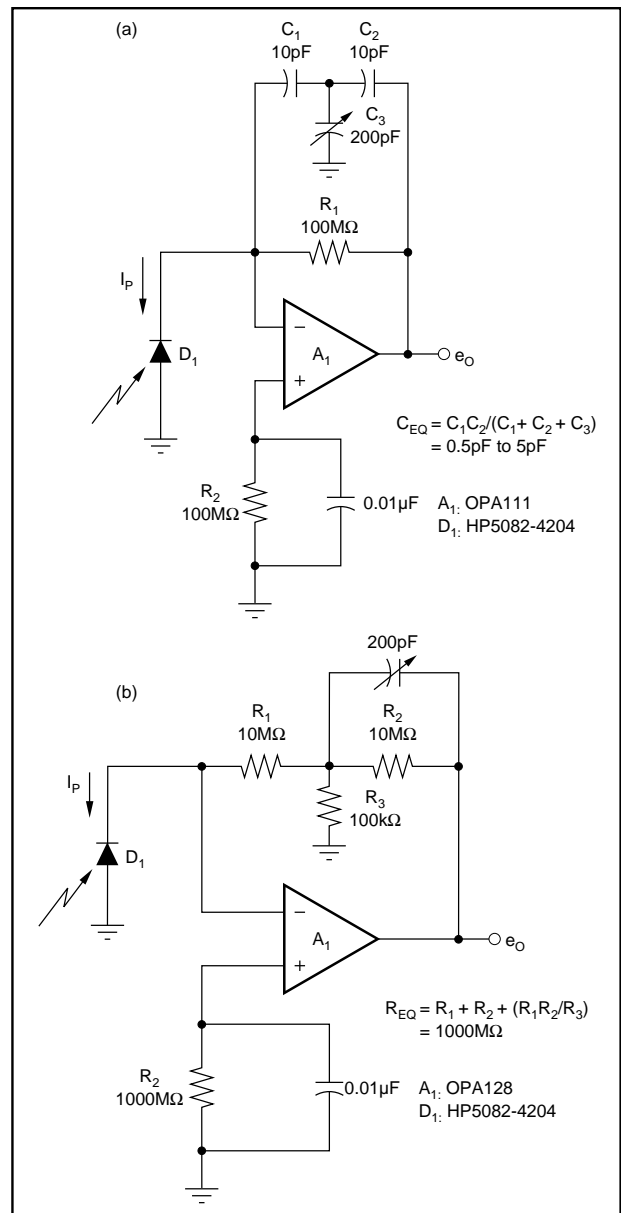 (a)
C1
10pF
C2
10pF
C3
200pF
R1
100MΩ
IP
D1
−
A1
+
eO
CEQ = C1C2/(C1+ C2 + C3)
= 0.5pF to 5pF
R2
100MΩ
0.01µF
A1: OPA111
D1: HP5082-4204
(b)
200pF
R1
10MΩ
R2
10MΩ
IP
R3
100kΩ
D1
−
A1
+
eO
REQ = R1 + R2 + (R1R2/R3)
= 1000MΩ
R2
1000MΩ
0.01µF
A1: OPA128
D1: HP5082-4204